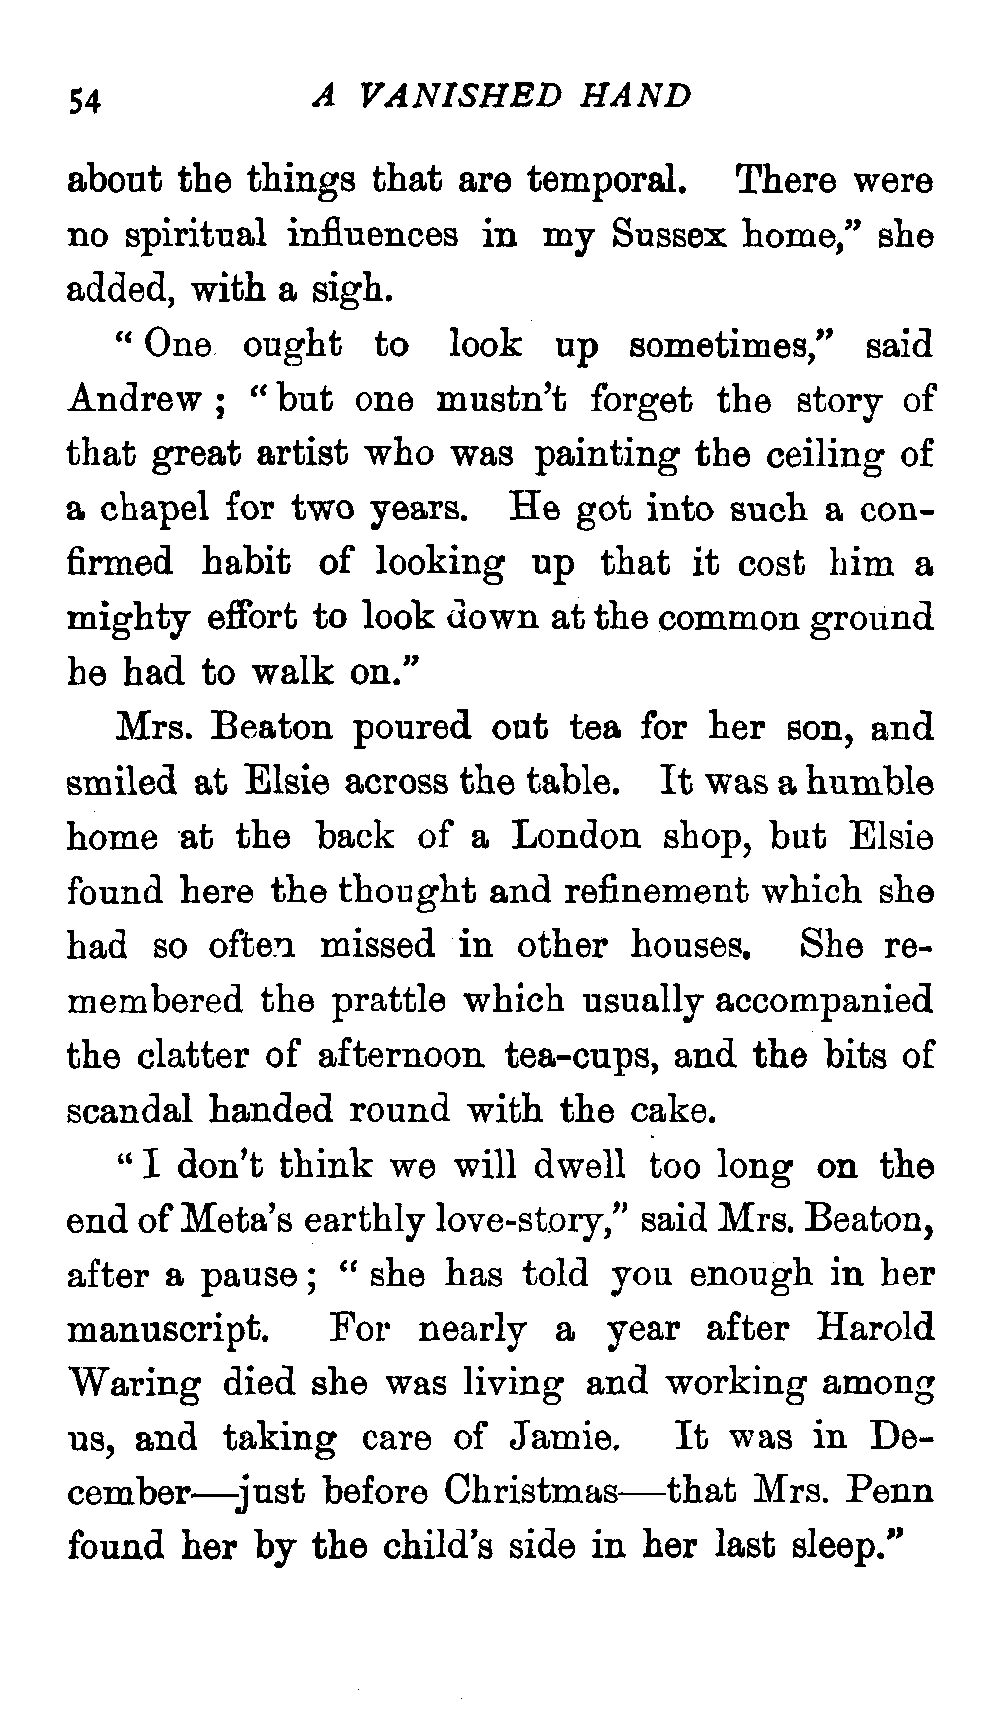 54 A VANISHED HAND
about the things that are temporal. There were
no spiritual influences in my Sussex home,” she
added, with a sigh.
“ One ought to look up sometimes,” said
Andrew ; “ but one mustn’t forget the story of
that great artist who was painting the ceiling of
a chapel for two years. He got into such a con-
firmed habit of looking up that it cost him a
mighty effort to look down at the common ground
he had to walk on.”
Mrs. Beaton poured out tea for her son, and
smiled at Elsie across the table. It was a humble
home at the back of a London shop, but Elsie
found here the thought and refinement which she
had so often missed in other houses. She re-
membered the prattle which usually accompanied
the clatter of afternoon tea-cups, and the bits of
scandal handed round with the cake.
“ I don’t think we will dwell too long on the
end of Meta’s earthly love-story,” said Mrs. Beaton,
after a pause ; “ she has told you enough in her
manuscript. For nearly a year after Harold
Waring died she was living and working among
us, and taking care of Jamie. It was in De-
cember—just before Christmas—that Mrs. Penn
found her by the child’s side in her last sleep.”